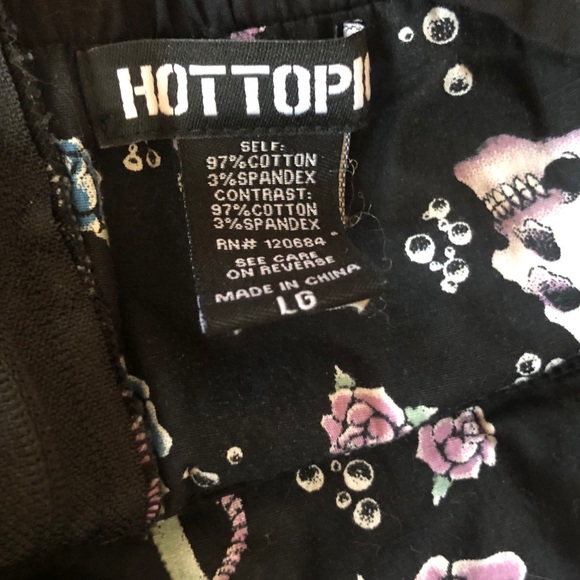 HOTTOPI
SELF:
97%COTTON
3%SPANDEX
CONTRAST:
97%COTTON
3%SPANDEX
RN# 120684
SEE CARE
ON REVERSE
MADE IN CHINA
LG